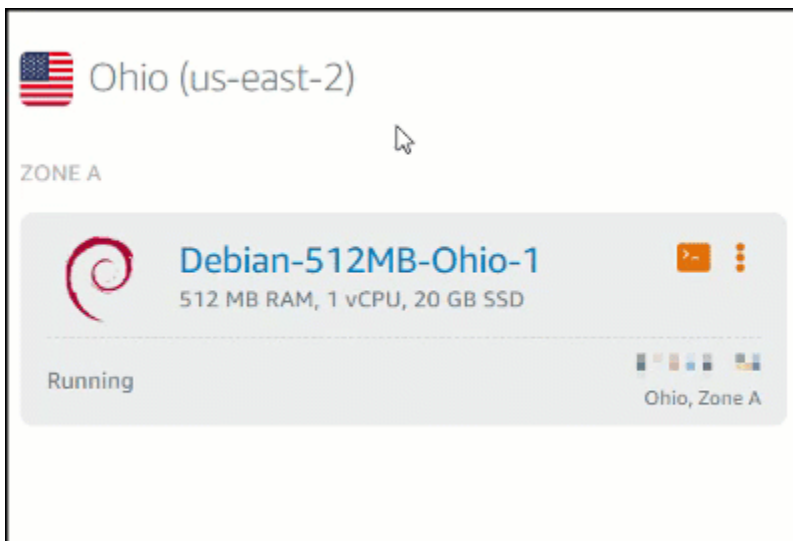 Ohio (us-east-2)
ZONE A
Debian-512MB-Ohio-1
512 MB RAM, 1 vCPU, 20 GB SSD
Running
Ohio, Zone A